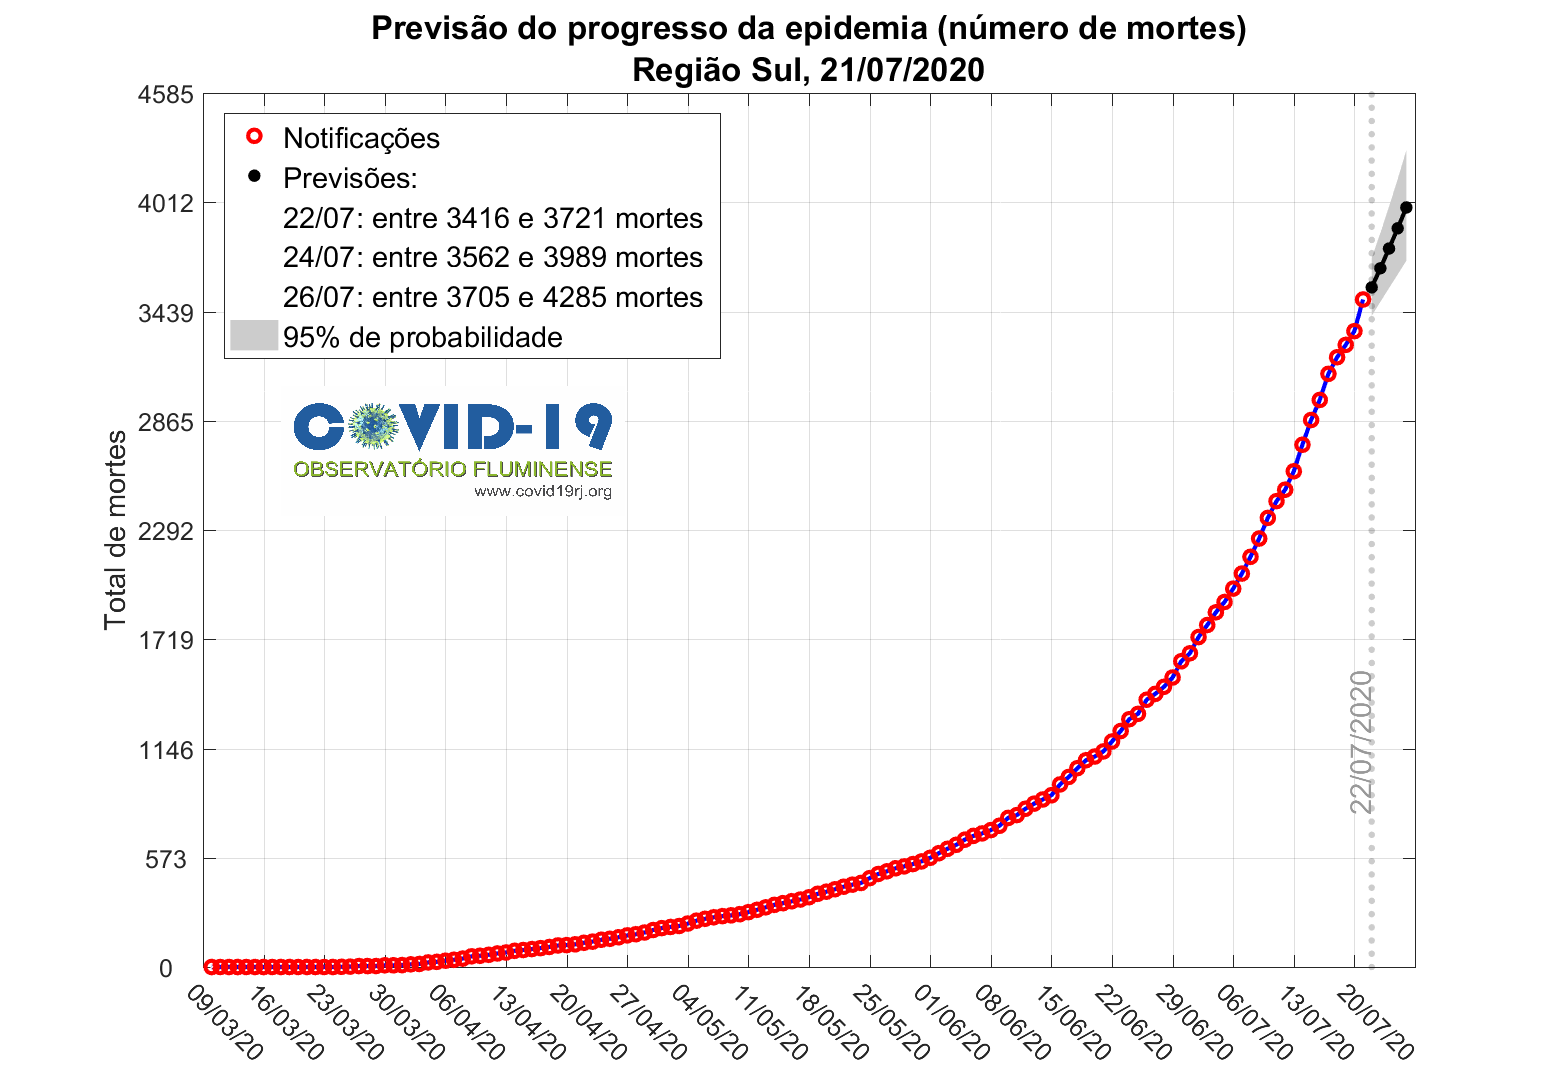 Previsão do progresso da epidemia (número de mortes)
Região Sul, 21/07/2020
4585
4012
3439
2865
2292
1719
1146
573
0
Total de mortes
Notificações
Previsões:
22/07: entre 3416 e 3721 mortes
24/07: entre 3562 e 3989 mortes
26/07: entre 3705 e 4285 mortes
95% de probabilidade
COVID-19
OBSERVATÓRIO FLUMINENSE
www.covid19rj.org
22/07/2020
09/03/20
16/03/20
23/03/20
30/03/20
06/04/20
13/04/20
20/04/20
27/04/20
04/05/20
11/05/20
18/05/20
25/05/20
01/06/20
08/06/20
15/06/20
22/06/20
29/06/20
06/07/20
13/07/20
20/07/20